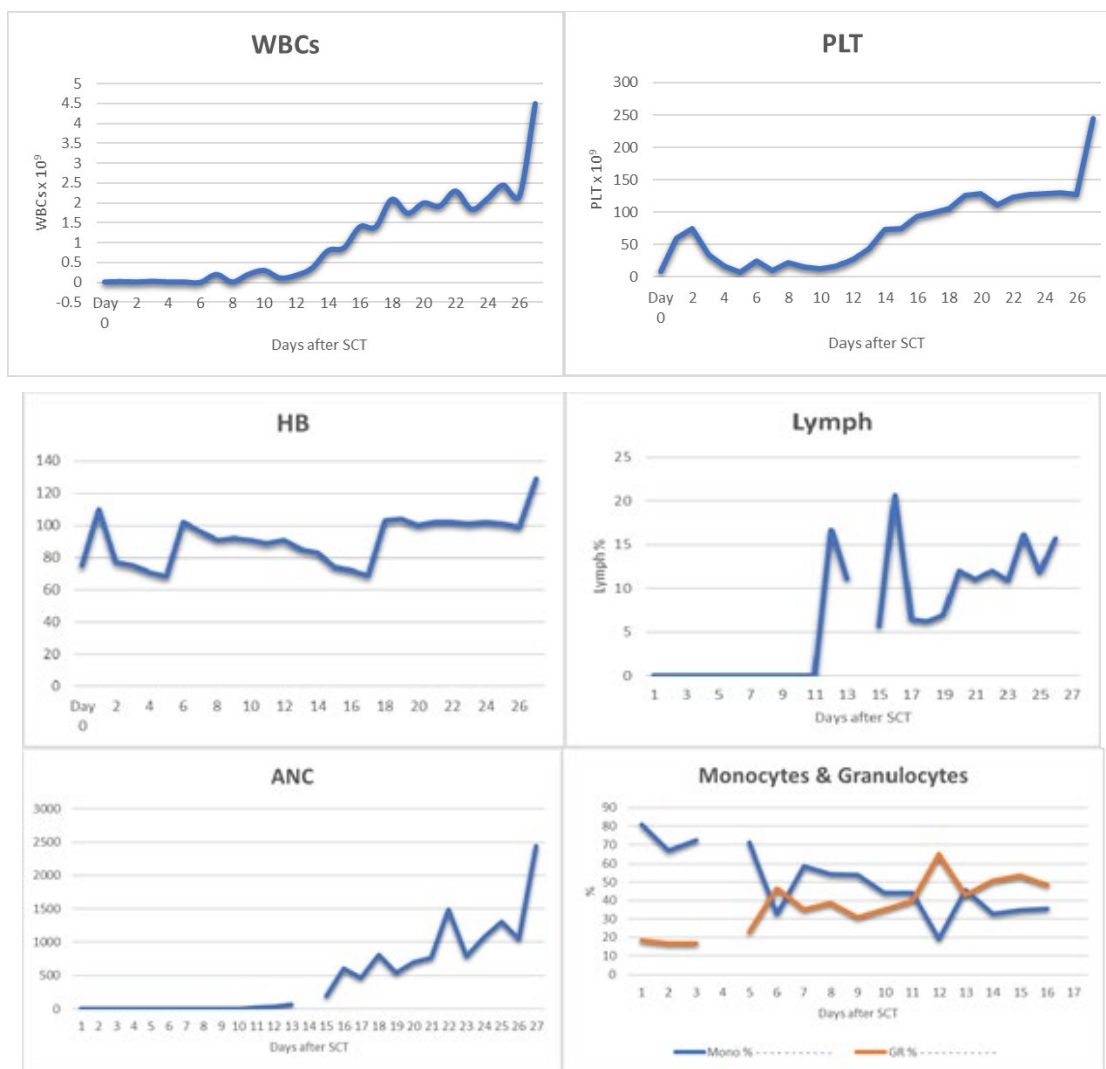 WBCs
5
4.5
4
3.5
3
2.5
2
1.5
1
0.5
0
-0.5
WBCs x 10⁹
Day 0 2 4 6 8 10 12 14 16 18 20 22 24 26
Days after SCT
PLT
300
250
200
150
100
50
0
PLT x 10⁹
Day 0 2 4 6 8 10 12 14 16 18 20 22 24 26
Days after SCT
HB
140
120
100
80
60
40
20
0
Day 0 2 4 6 8 10 12 14 16 18 20 22 24 26
Lymph
25
20
15
10
5
0
Lymph %
1 3 5 7 9 11 13 15 17 19 21 23 25 27
Days after SCT
ANC
3000
2500
2000
1500
1000
500
0
1 2 3 4 5 6 7 8 9 10 11 12 13 14 15 16 17 18 19 20 21 22 23 24 25 26 27
Days after SCT
Monocytes & Granulocytes
90
80
70
60
50
40
30
20
10
0
%
1 2 3 4 5 6 7 8 9 10 11 12 13 14 15 16 17
Days after SCT
Mono % GR %